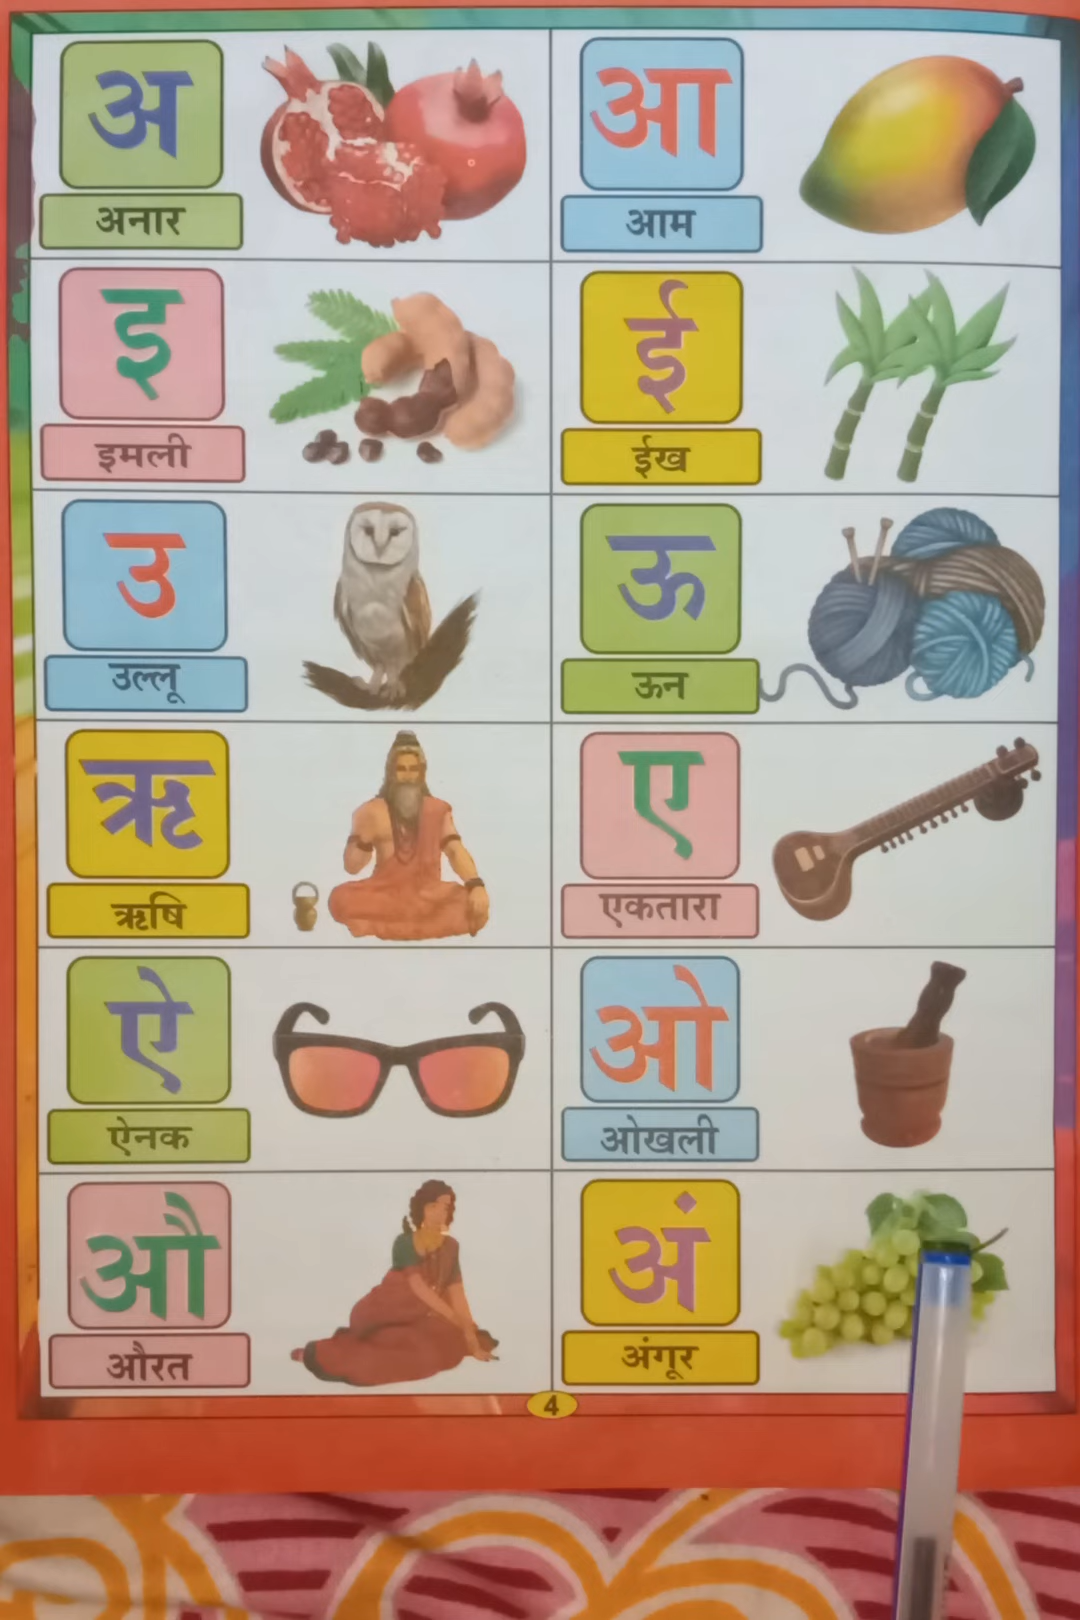 अ
अनार
आ
आम
इ
इमली
ई
ईख
उ
उल्लू
ऊ
ऊन
ऋ
ऋषि
ए
एकतारा
ऐ
ऐनक
ओ
ओखली
औ
औरत
अं
अंगूर
4